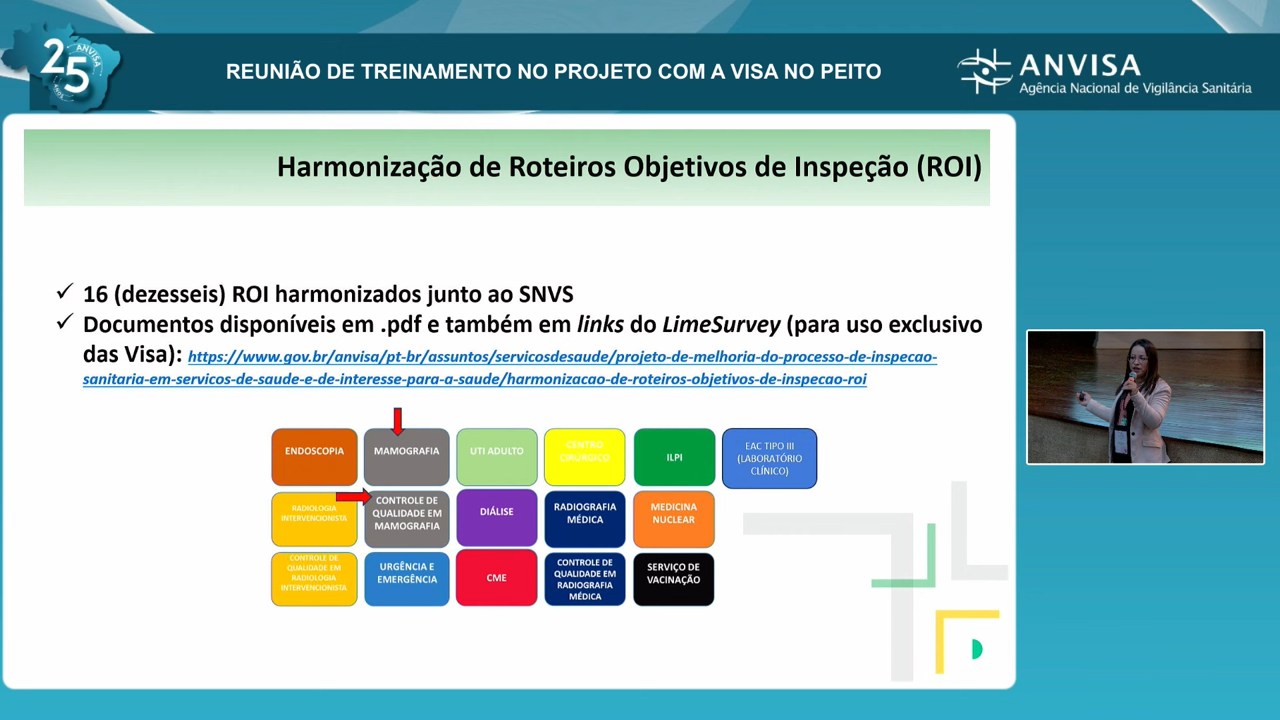 25
ANVISA
REUNIÃO DE TREINAMENTO NO PROJETO COM A VISA NO PEITO
ANVISA
Agência Nacional de Vigilância Sanitária
Harmonização de Roteiros Objetivos de Inspeção (ROI)
✓ 16 (dezesseis) ROI harmonizados junto ao SNVS
✓ Documentos disponíveis em .pdf e também em links do LimeSurvey (para uso exclusivo
das Visa): https://www.gov.br/anvisa/pt-br/assuntos/servicosdesaude/projeto-de-melhoria-do-processo-de-inspecao-
sanitaria-em-servicos-de-saude-e-de-interesse-para-a-saude/harmonizacao-de-roteiros-objetivos-de-inspecao-roi
ENDOSCOPIA
MAMOGRAFIA
UTI ADULTO
CENTRO
CIRÚRGICO
ILPI
EAC TIPO III
(LABORATÓRIO
CLÍNICO)
RADIOLOGIA
INTERVENCIONISTA
CONTROLE DE
QUALIDADE EM
MAMOGRAFIA
DIÁLISE
RADIOGRAFIA
MÉDICA
MEDICINA
NUCLEAR
CONTROLE DE
QUALIDADE EM
RADIOLOGIA
INTERVENCIONISTA
URGÊNCIA E
EMERGÊNCIA
CME
CONTROLE DE
QUALIDADE EM
RADIOGRAFIA
MÉDICA
SERVIÇO DE
VACINAÇÃO